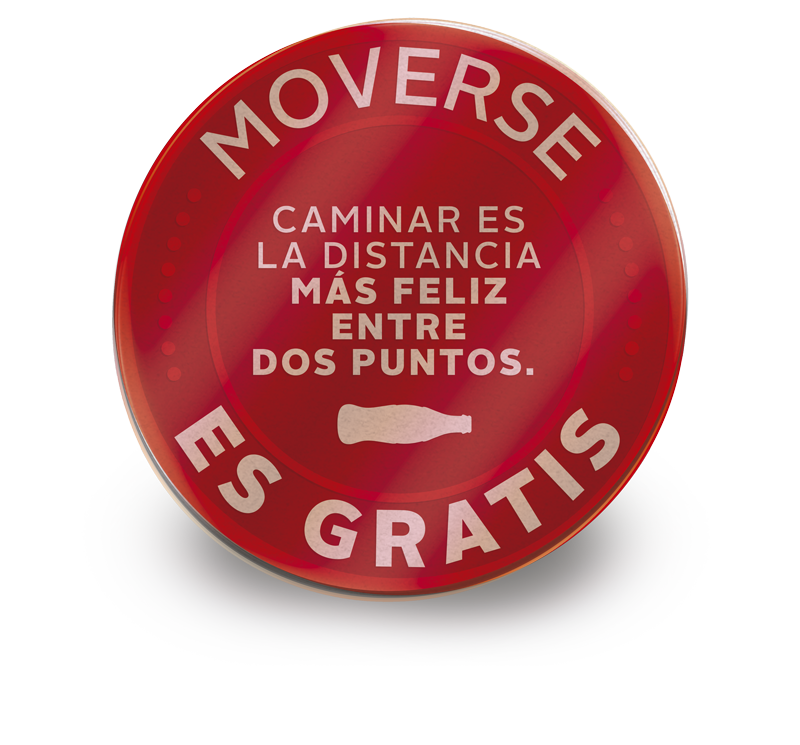 MOVERSE
CAMINAR ES
LA DISTANCIA
MÁS FELIZ
ENTRE
DOS PUNTOS.
ES GRATIS